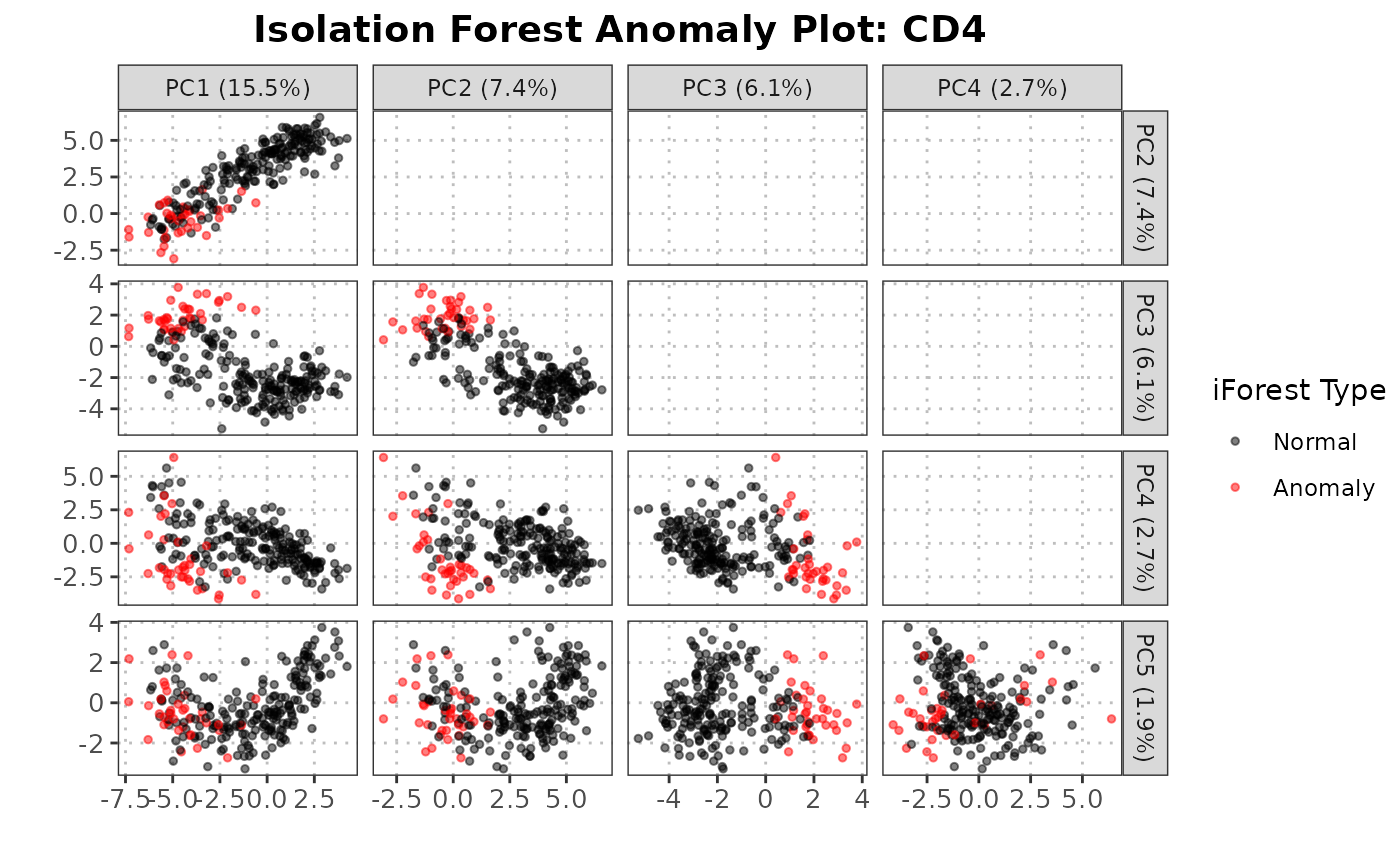 Isolation Forest Anomaly Plot: CD4
PC1 (15.5%) PC2 (7.4%) PC3 (6.1%) PC4 (2.7%)
5.0
2.5
0.0
-2.5
PC2 (7.4%)
4
2
0
-2
-4
PC3 (6.1%)
5.0
2.5
0.0
-2.5
PC4 (2.7%)
4
2
0
-2
PC5 (1.9%)
-7.5 -5.0 -2.5 0.0 2.5 -2.5 0.0 2.5 5.0 -4 -2 0 2 4 -2.5 0.0 2.5 5.0
iForest Type
Normal
Anomaly